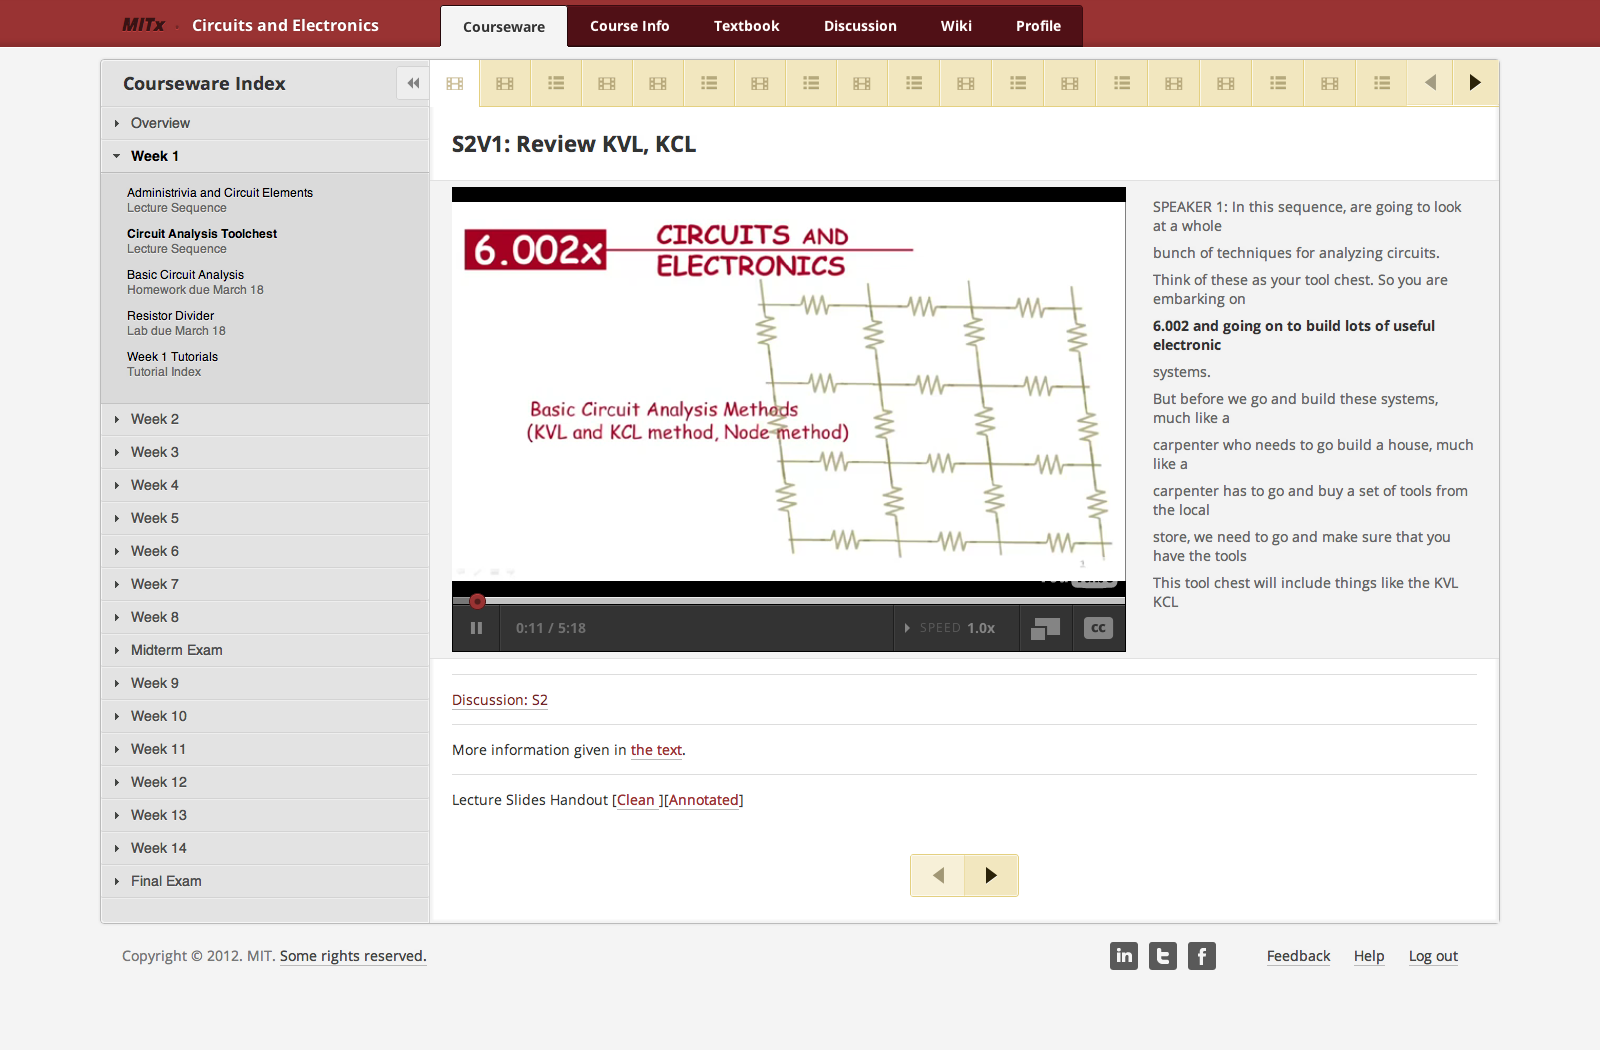 MITx Circuits and Electronics
Courseware Course Info Textbook Discussion Wiki Profile
Courseware Index
Overview
Week 1
Administrivia and Circuit Elements
Lecture Sequence
Circuit Analysis Toolchest
Lecture Sequence
Basic Circuit Analysis
Homework due March 18
Resistor Divider
Lab due March 18
Week 1 Tutorials
Tutorial Index
Week 2
Week 3
Week 4
Week 5
Week 6
Week 7
Week 8
Midterm Exam
Week 9
Week 10
Week 11
Week 12
Week 13
Week 14
Final Exam
S2V1: Review KVL, KCL
6.002x
CIRCUITS AND
ELECTRONICS
Basic Circuit Analysis Methods
(KVL and KCL method, Node method)
3
0:11 / 5:18
SPEED 1.0x
CC
SPEAKER 1: In this sequence, are going to look
at a whole
bunch of techniques for analyzing circuits.
Think of these as your tool chest. So you are
embarking on
6.002 and going on to build lots of useful
electronic
systems.
But before we go and build these systems,
much like a
carpenter who needs to go build a house, much
like a
carpenter has to go and buy a set of tools from
the local
store, we need to go and make sure that you
have the tools
This tool chest will include things like the KVL
KCL
Discussion: S2
More information given in the text.
Lecture Slides Handout [Clean ][Annotated]
Copyright © 2012. MIT. Some rights reserved.
in t f
Feedback Help Log out